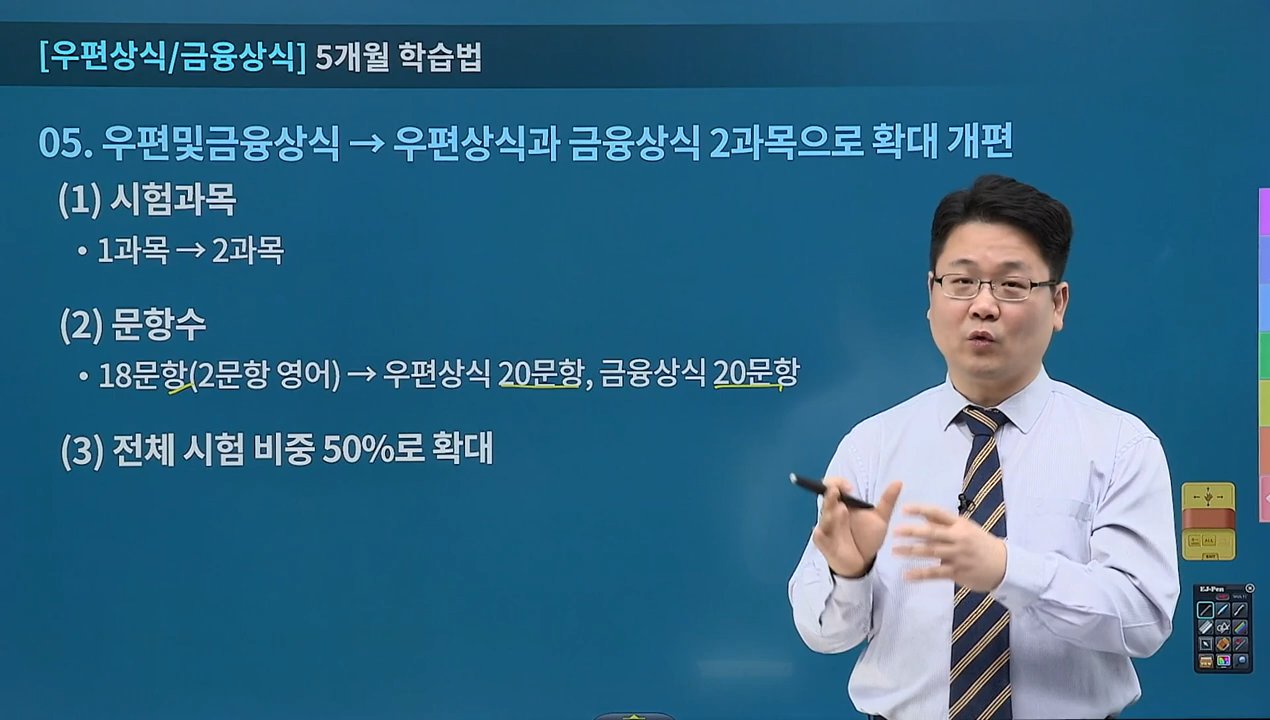 [우편상식/금융상식] 5개월 학습법
05. 우편및금융상식 → 우편상식과 금융상식 2과목으로 확대 개편
(1) 시험과목
• 1과목 → 2과목
(2) 문항수
• 18문항(2문항 영어) → 우편상식 20문항, 금융상식 20문항
(3) 전체 시험 비중 50%로 확대
EJ-Pen
ALL